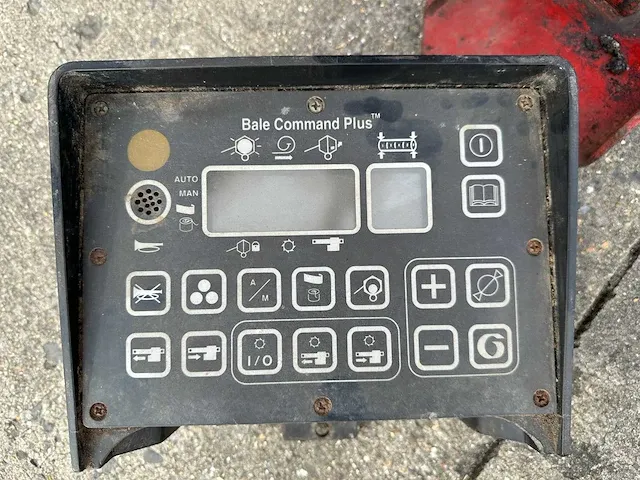 Bale Command Plus™
AUTO
MAN
A/M
I/O